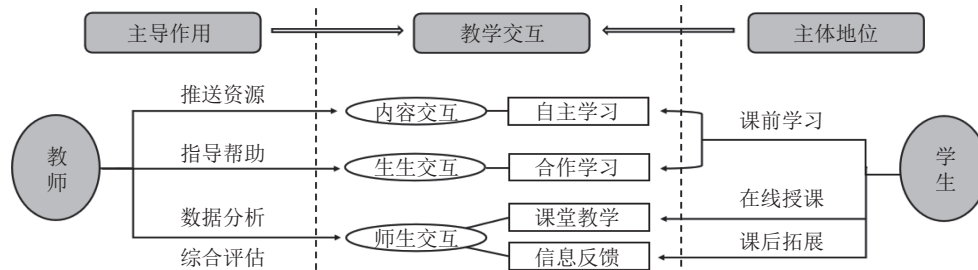 主导作用
教学交互
主体地位
推送资源
内容交互
自主学习
课前学习
教师
指导帮助
生生交互
合作学习
学生
数据分析
师生交互
课堂教学
在线授课
综合评估
信息反馈
课后拓展